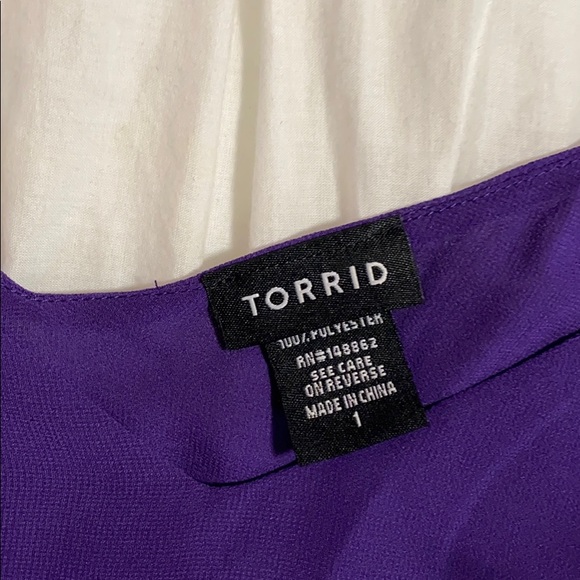 TORRID
100% POLYESTER
RN#148862
SEE CARE
ON REVERSE
MADE IN CHINA
1